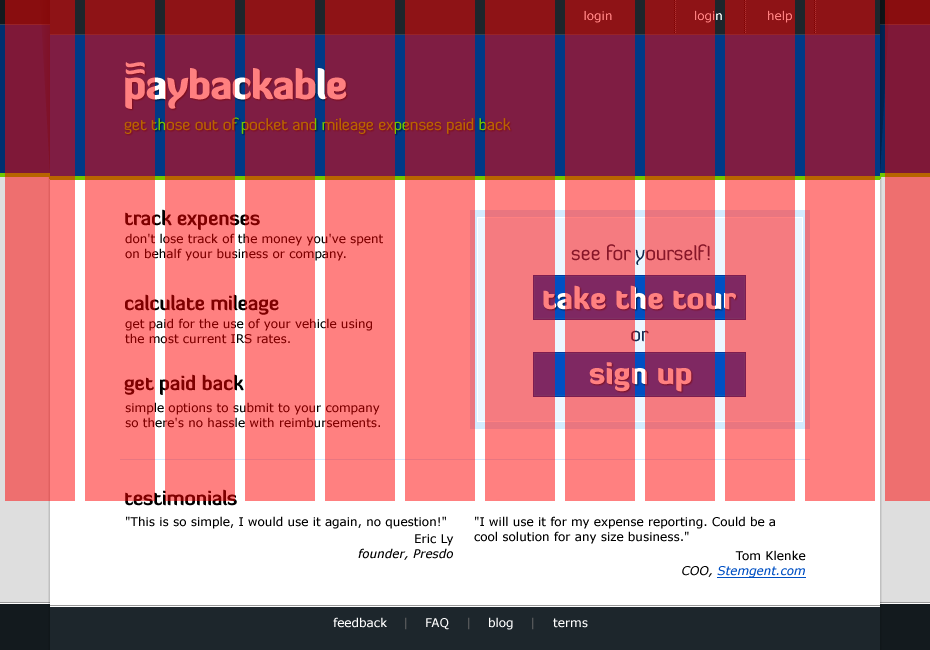 login login help
paybackable
get those out of pocket and mileage expenses paid back
track expenses
don't lose track of the money you've spent
on behalf your business or company.
calculate mileage
get paid for the use of your vehicle using
the most current IRS rates.
get paid back
simple options to submit to your company
so there's no hassle with reimbursements.
see for yourself!
take the tour
or
sign up
testimonials
"This is so simple, I would use it again, no question!"
Eric Ly
founder, Presdo
"I will use it for my expense reporting. Could be a
cool solution for any size business."
Tom Klenke
COO, Stemgent.com
feedback | FAQ | blog | terms